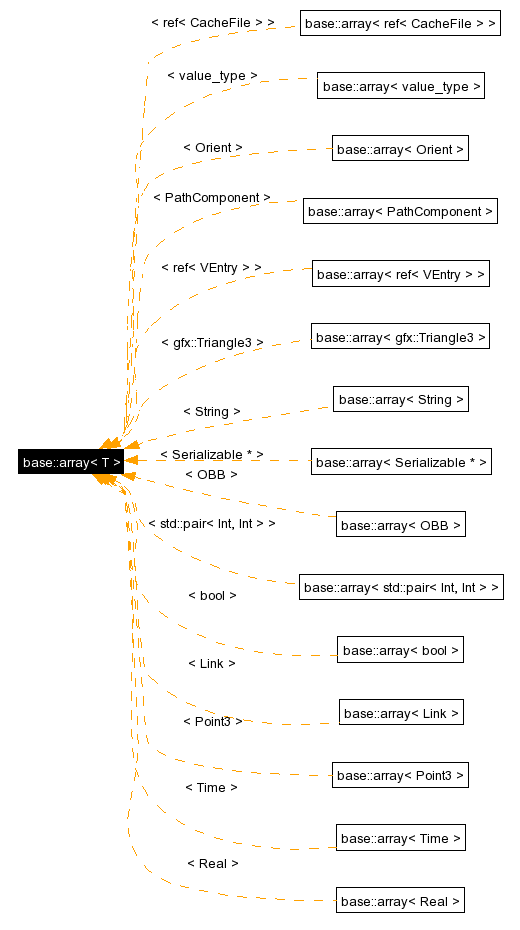 < ref< CacheFile > >
base::array< ref< CacheFile > >
< value_type >
base::array< value_type >
< Orient >
base::array< Orient >
< PathComponent >
base::array< PathComponent >
< ref< VEntry > >
base::array< ref< VEntry > >
< gfx::Triangle3 >
base::array< gfx::Triangle3 >
< String >
base::array< String >
base::array< T >
< Serializable * >
base::array< Serializable * >
< OBB >
base::array< OBB >
< std::pair< Int, Int > >
base::array< std::pair< Int, Int > >
< bool >
base::array< bool >
< Link >
base::array< Link >
< Point3 >
base::array< Point3 >
< Time >
base::array< Time >
< Real >
base::array< Real >